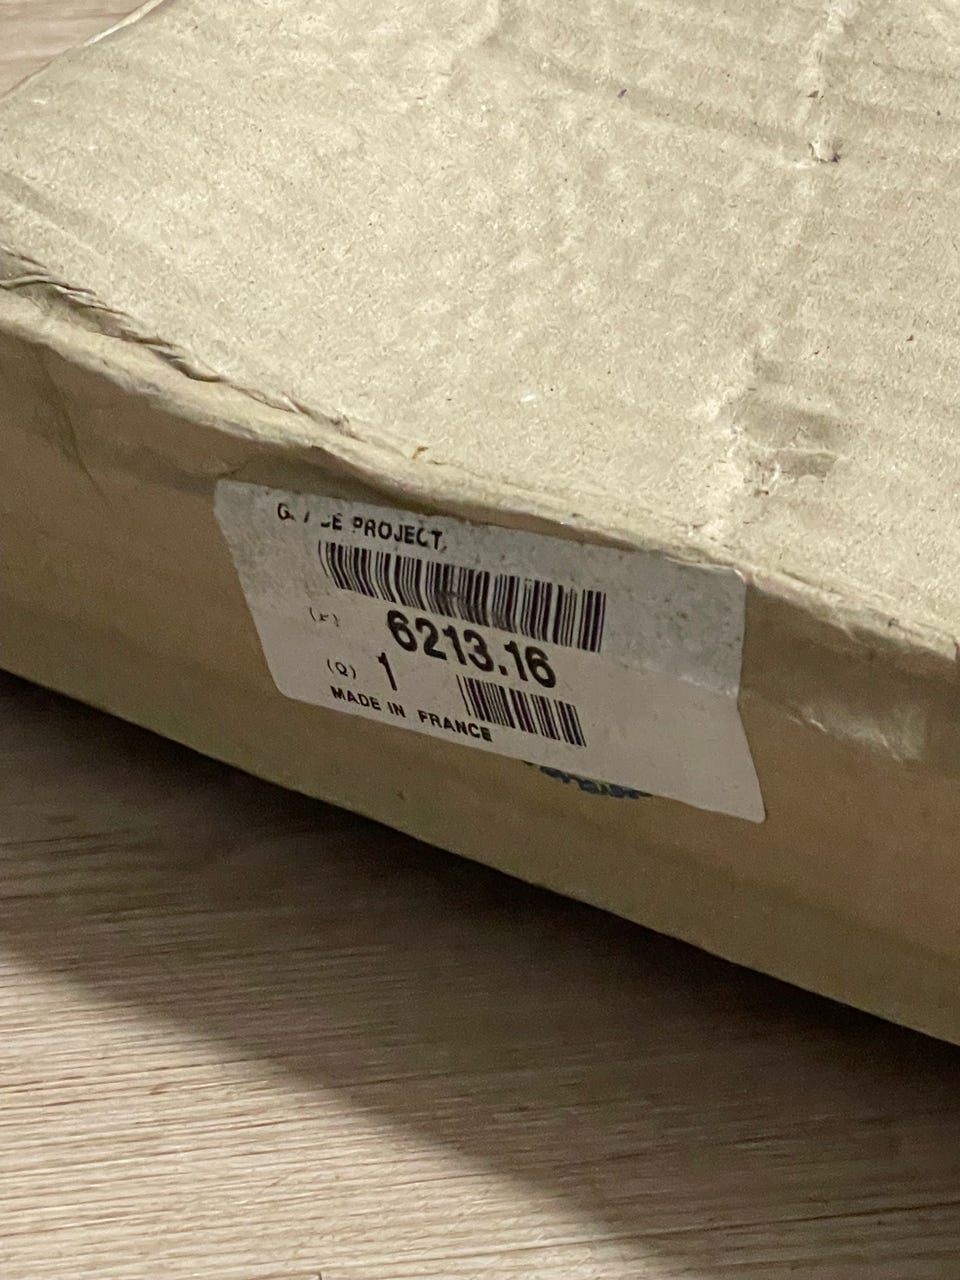 PROJECT,
6213.16
(Q) 1
MADE IN FRANCE